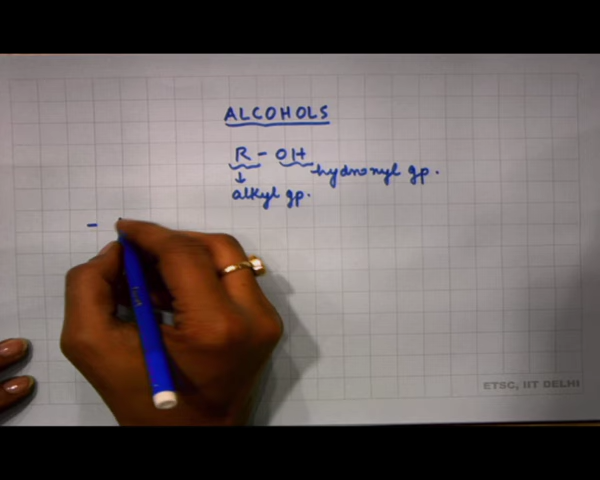 ALCOHOLS
R - OH
hydroxyl gp.
↓
alkyl gp.
-
ETSC, IIT DELHI